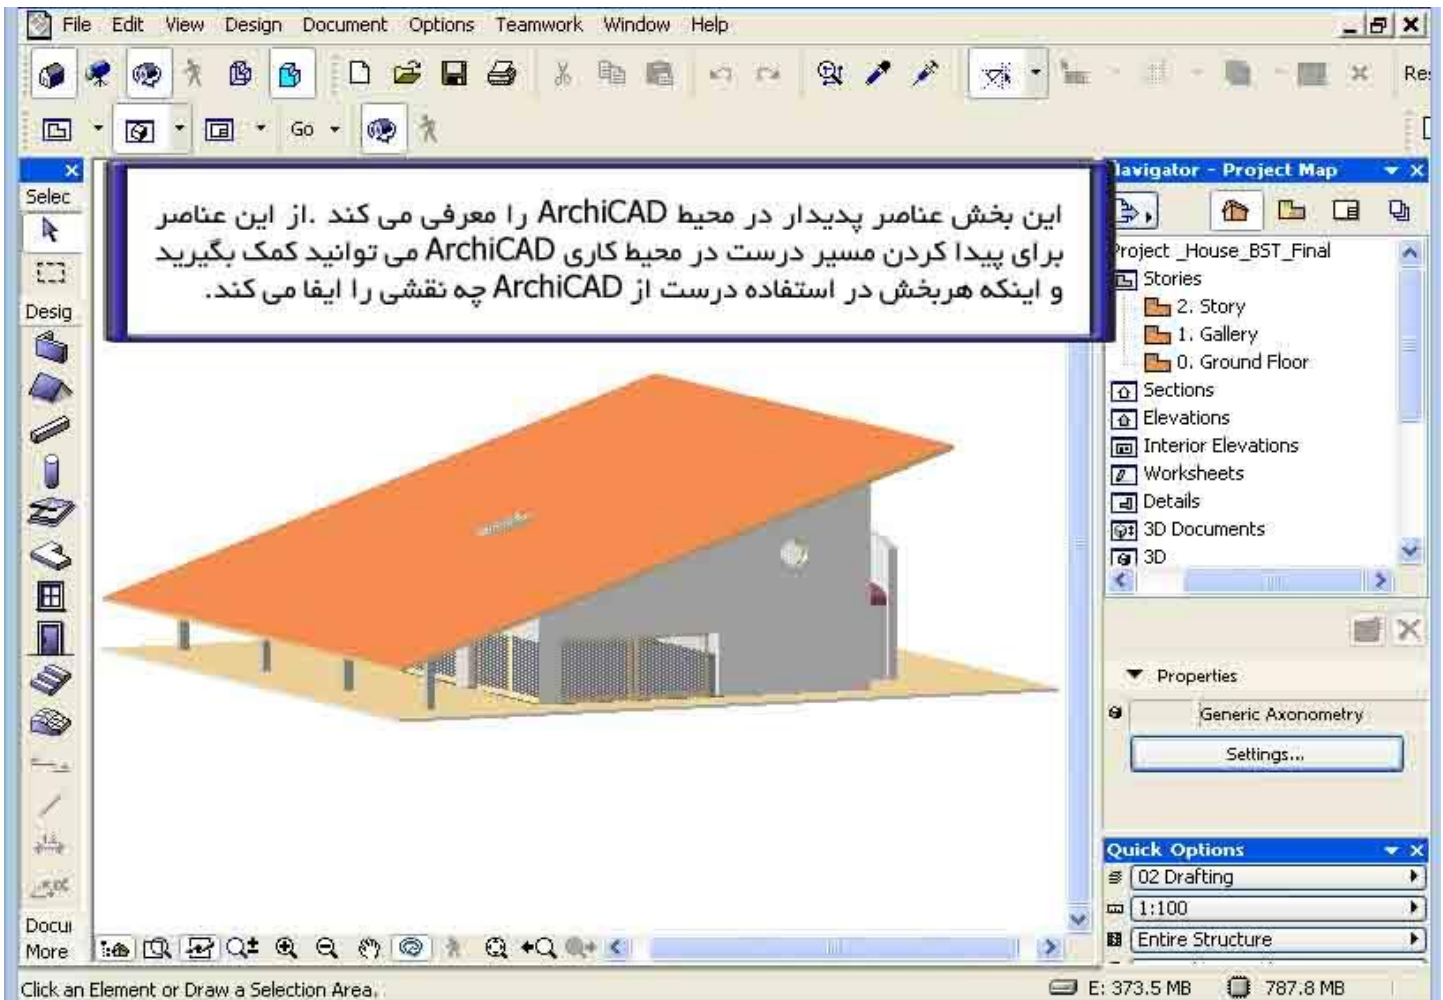 File Edit View Design Document Options Teamwork Window Help
Go
Selec
Desig
Docui
More
این بخش عناصر پدیدار در محیط ArchiCAD را معرفی می کند .از این عناصر
برای پیدا کردن مسیر درست در محیط کاری ArchiCAD می توانید کمک بگیرید
و اینکه هربخش در استفاده درست از ArchiCAD چه نقشی را ایفا می کند.
Navigator - Project Map
Project _House_BST_Final
Stories
2. Story
1. Gallery
0. Ground Floor
Sections
Elevations
Interior Elevations
Worksheets
Details
3D Documents
3D
Properties
Generic Axonometry
Settings...
Quick Options
02 Drafting
1:100
Entire Structure
Click an Element or Draw a Selection Area.
E: 373.5 MB 787.8 MB